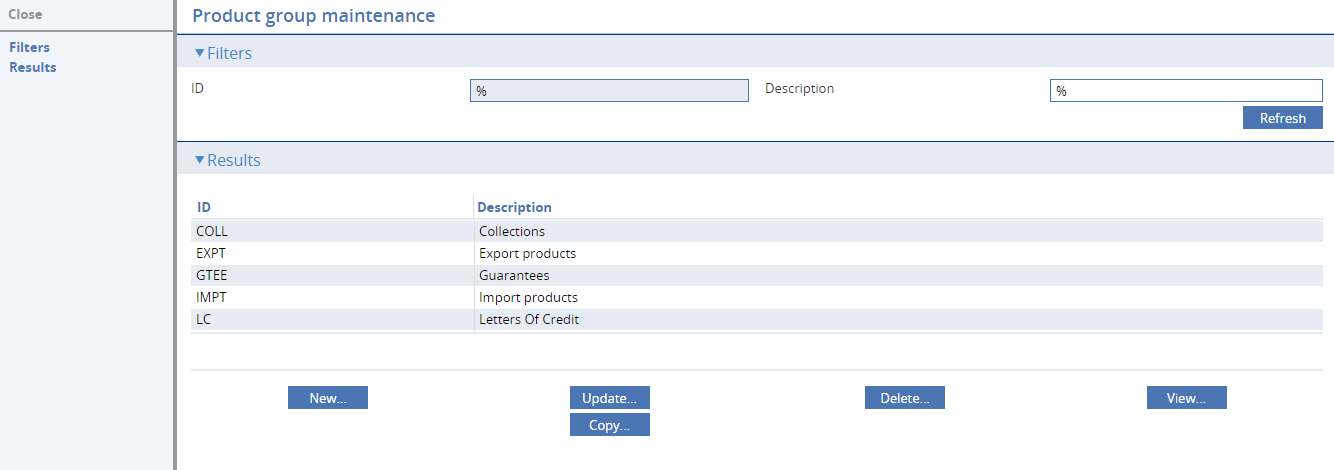 Close
Filters
Results
Product group maintenance
Filters
ID % Description %
Refresh
Results
ID Description
COLL Collections
EXPT Export products
GTEE Guarantees
IMPT Import products
LC Letters Of Credit
New... Update... Delete... View...
Copy...